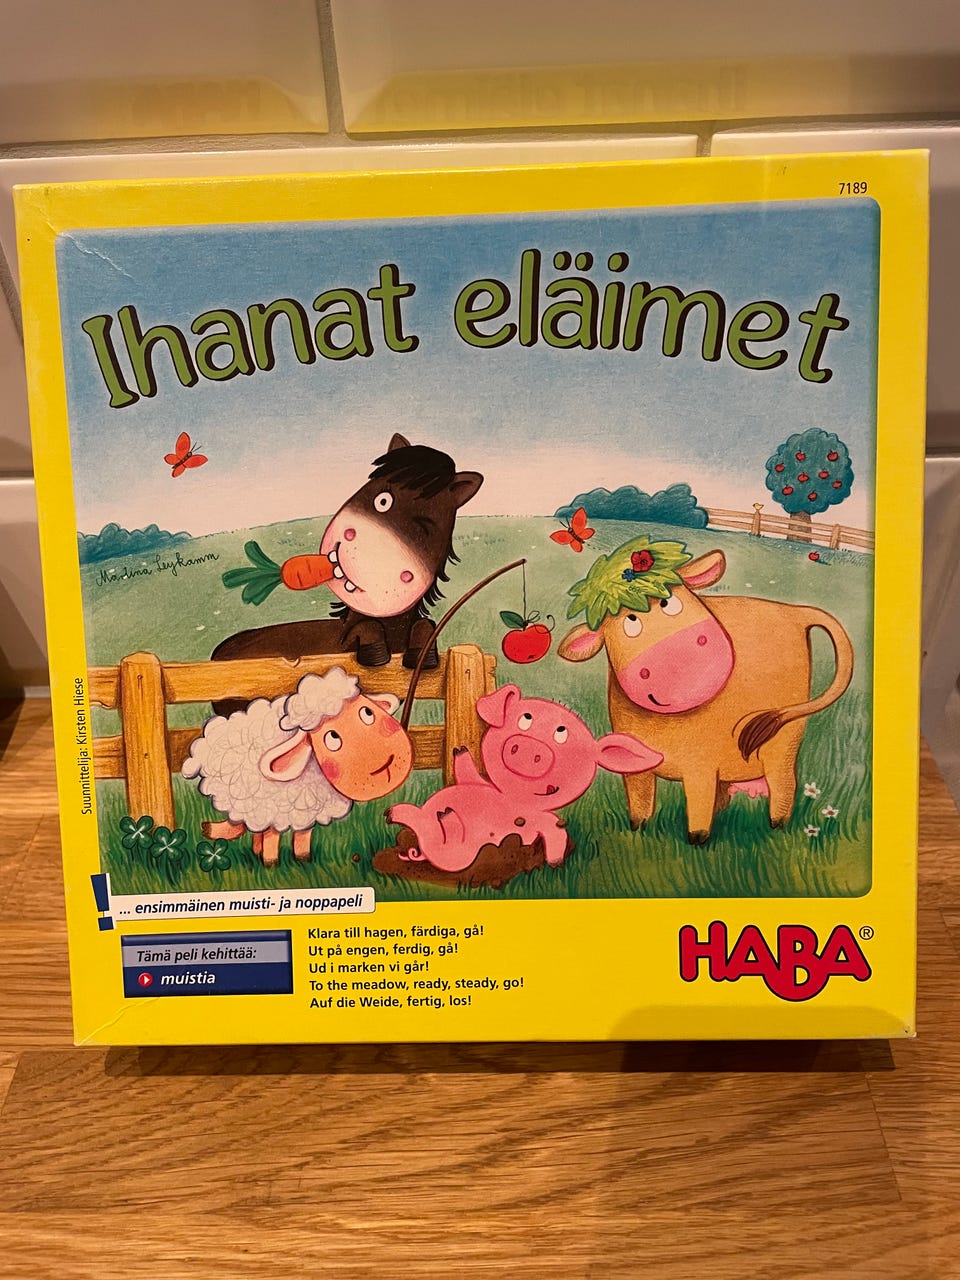 7189
Ihanat eläimet
Martina Leykamm
Suunnittelija: Kirsten Hiese
... ensimmäinen muisti- ja noppapeli
Tämä peli kehittää:
muistia
Klara till hagen, färdiga, gå!
Ut på engen, ferdig, gå!
Ud i marken vi går!
To the meadow, ready, steady, go!
Auf die Weide, fertig, los!
HABA®